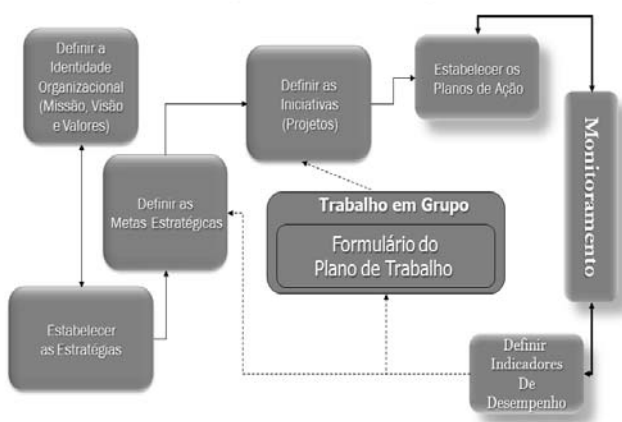 Definir a
Identidade
Organizacional
(Missão, Visão
e Valores)
Definir as
Iniciativas
(Projetos)
Estabelecer os
Planos de Ação
Monitoramento
Definir as
Metas Estratégicas
Trabalho em Grupo
Formulário do
Plano de Trabalho
Estabelecer
as Estratégias
Definir
Indicadores
De
Desempenho